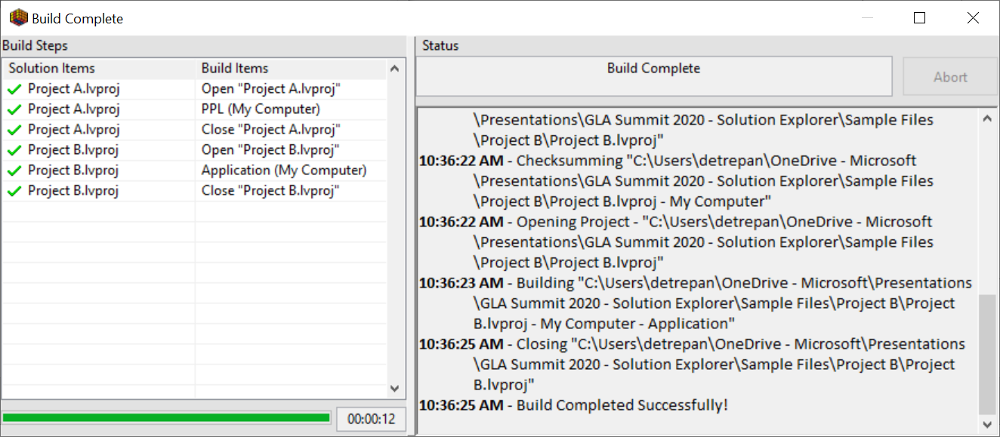 Build Complete
Build Steps
Solution Items Build Items
Project A.lvproj Open "Project A.lvproj"
Project A.lvproj PPL (My Computer)
Project A.lvproj Close "Project A.lvproj"
Project B.lvproj Open "Project B.lvproj"
Project B.lvproj Application (My Computer)
Project B.lvproj Close "Project B.lvproj"
00:00:12
Status
Build Complete
Abort
\Presentations\GLA Summit 2020 - Solution Explorer\Sample Files
\Project B\Project B.lvproj"
10:36:22 AM - Checksumming "C:\Users\detrepan\OneDrive - Microsoft
\Presentations\GLA Summit 2020 - Solution Explorer\Sample Files
\Project B\Project B.lvproj - My Computer"
10:36:22 AM - Opening Project - "C:\Users\detrepan\OneDrive - Microsoft
\Presentations\GLA Summit 2020 - Solution Explorer\Sample Files
\Project B\Project B.lvproj"
10:36:23 AM - Building "C:\Users\detrepan\OneDrive - Microsoft\Presentations
\GLA Summit 2020 - Solution Explorer\Sample Files\Project B\Project
B.lvproj - My Computer - Application"
10:36:25 AM - Closing "C:\Users\detrepan\OneDrive - Microsoft\Presentations
\GLA Summit 2020 - Solution Explorer\Sample Files\Project B\Project
B.lvproj"
10:36:25 AM - Build Completed Successfully!